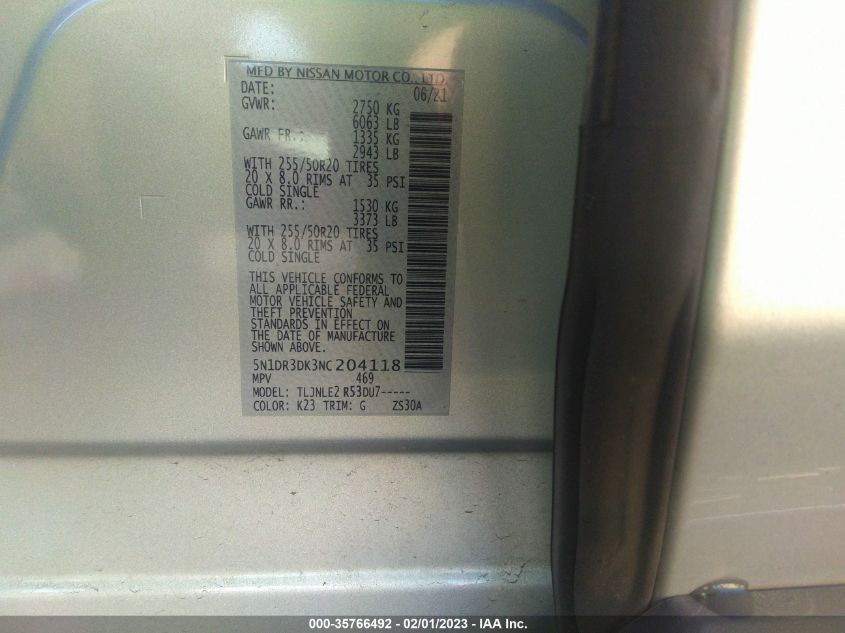 MFD BY NISSAN MOTOR CO., LTD.
DATE: 06/21
GVWR: 2750 KG
6063 LB
GAWR FR.: 1335 KG
2943 LB
WITH 255/50R20 TIRES
20 X 8.0 RIMS AT 35 PSI
COLD SINGLE
GAWR RR.: 1530 KG
3373 LB
WITH 255/50R20 TIRES
20 X 8.0 RIMS AT 35 PSI
COLD SINGLE
THIS VEHICLE CONFORMS TO
ALL APPLICABLE FEDERAL
MOTOR VEHICLE SAFETY AND
THEFT PREVENTION
STANDARDS IN EFFECT ON
THE DATE OF MANUFACTURE
SHOWN ABOVE.
5N1DR3DK3NC204118
MPV 469
MODEL: TLJNLE2 R53DU7-----
COLOR: K23 TRIM: G ZS30A
000-35766492 - 02/01/2023 - IAA Inc.